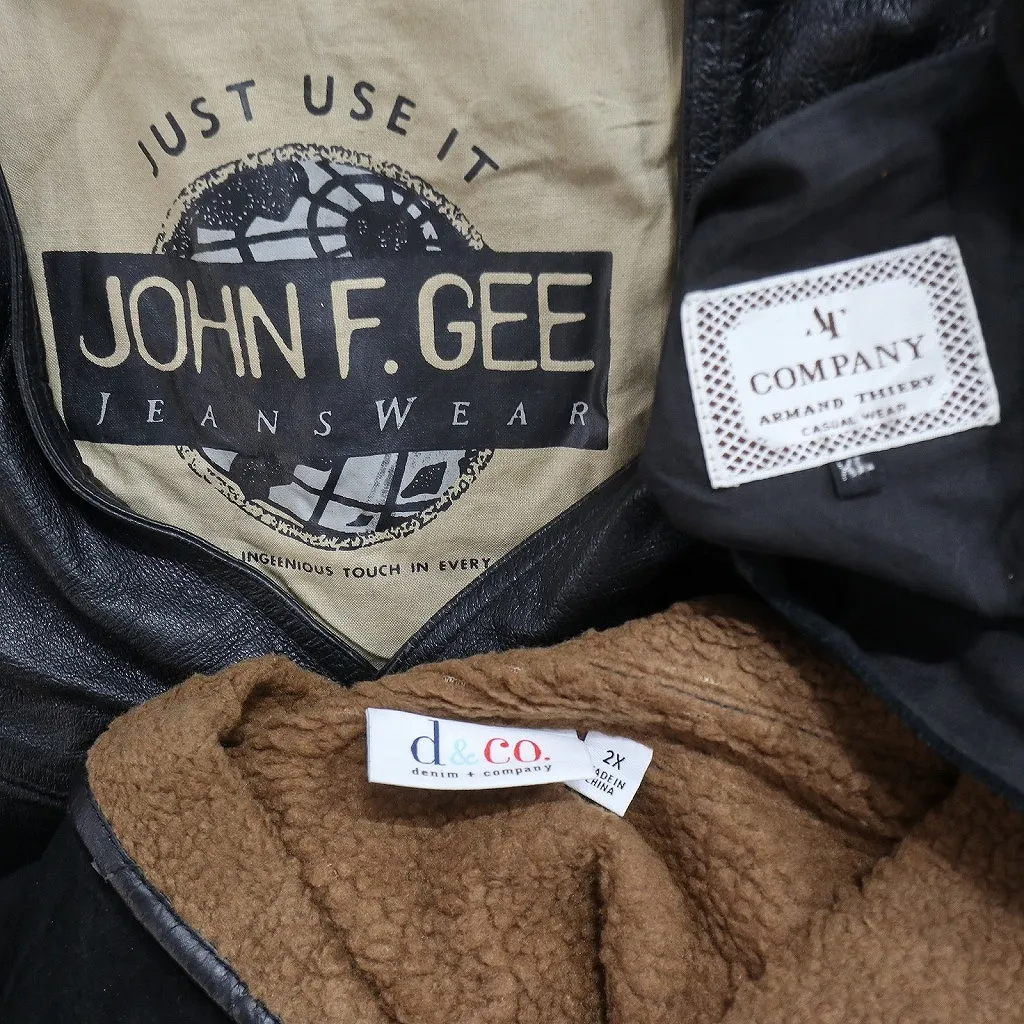 JUST USE IT
JOHN F. GEE
JEANSWEAR
INGEENIOUS TOUCH IN EVERY
AT
COMPANY
ARMAND THIERY
CASUAL WEAR
XL
d&co.
denim + company
2X
MADE IN
CHINA